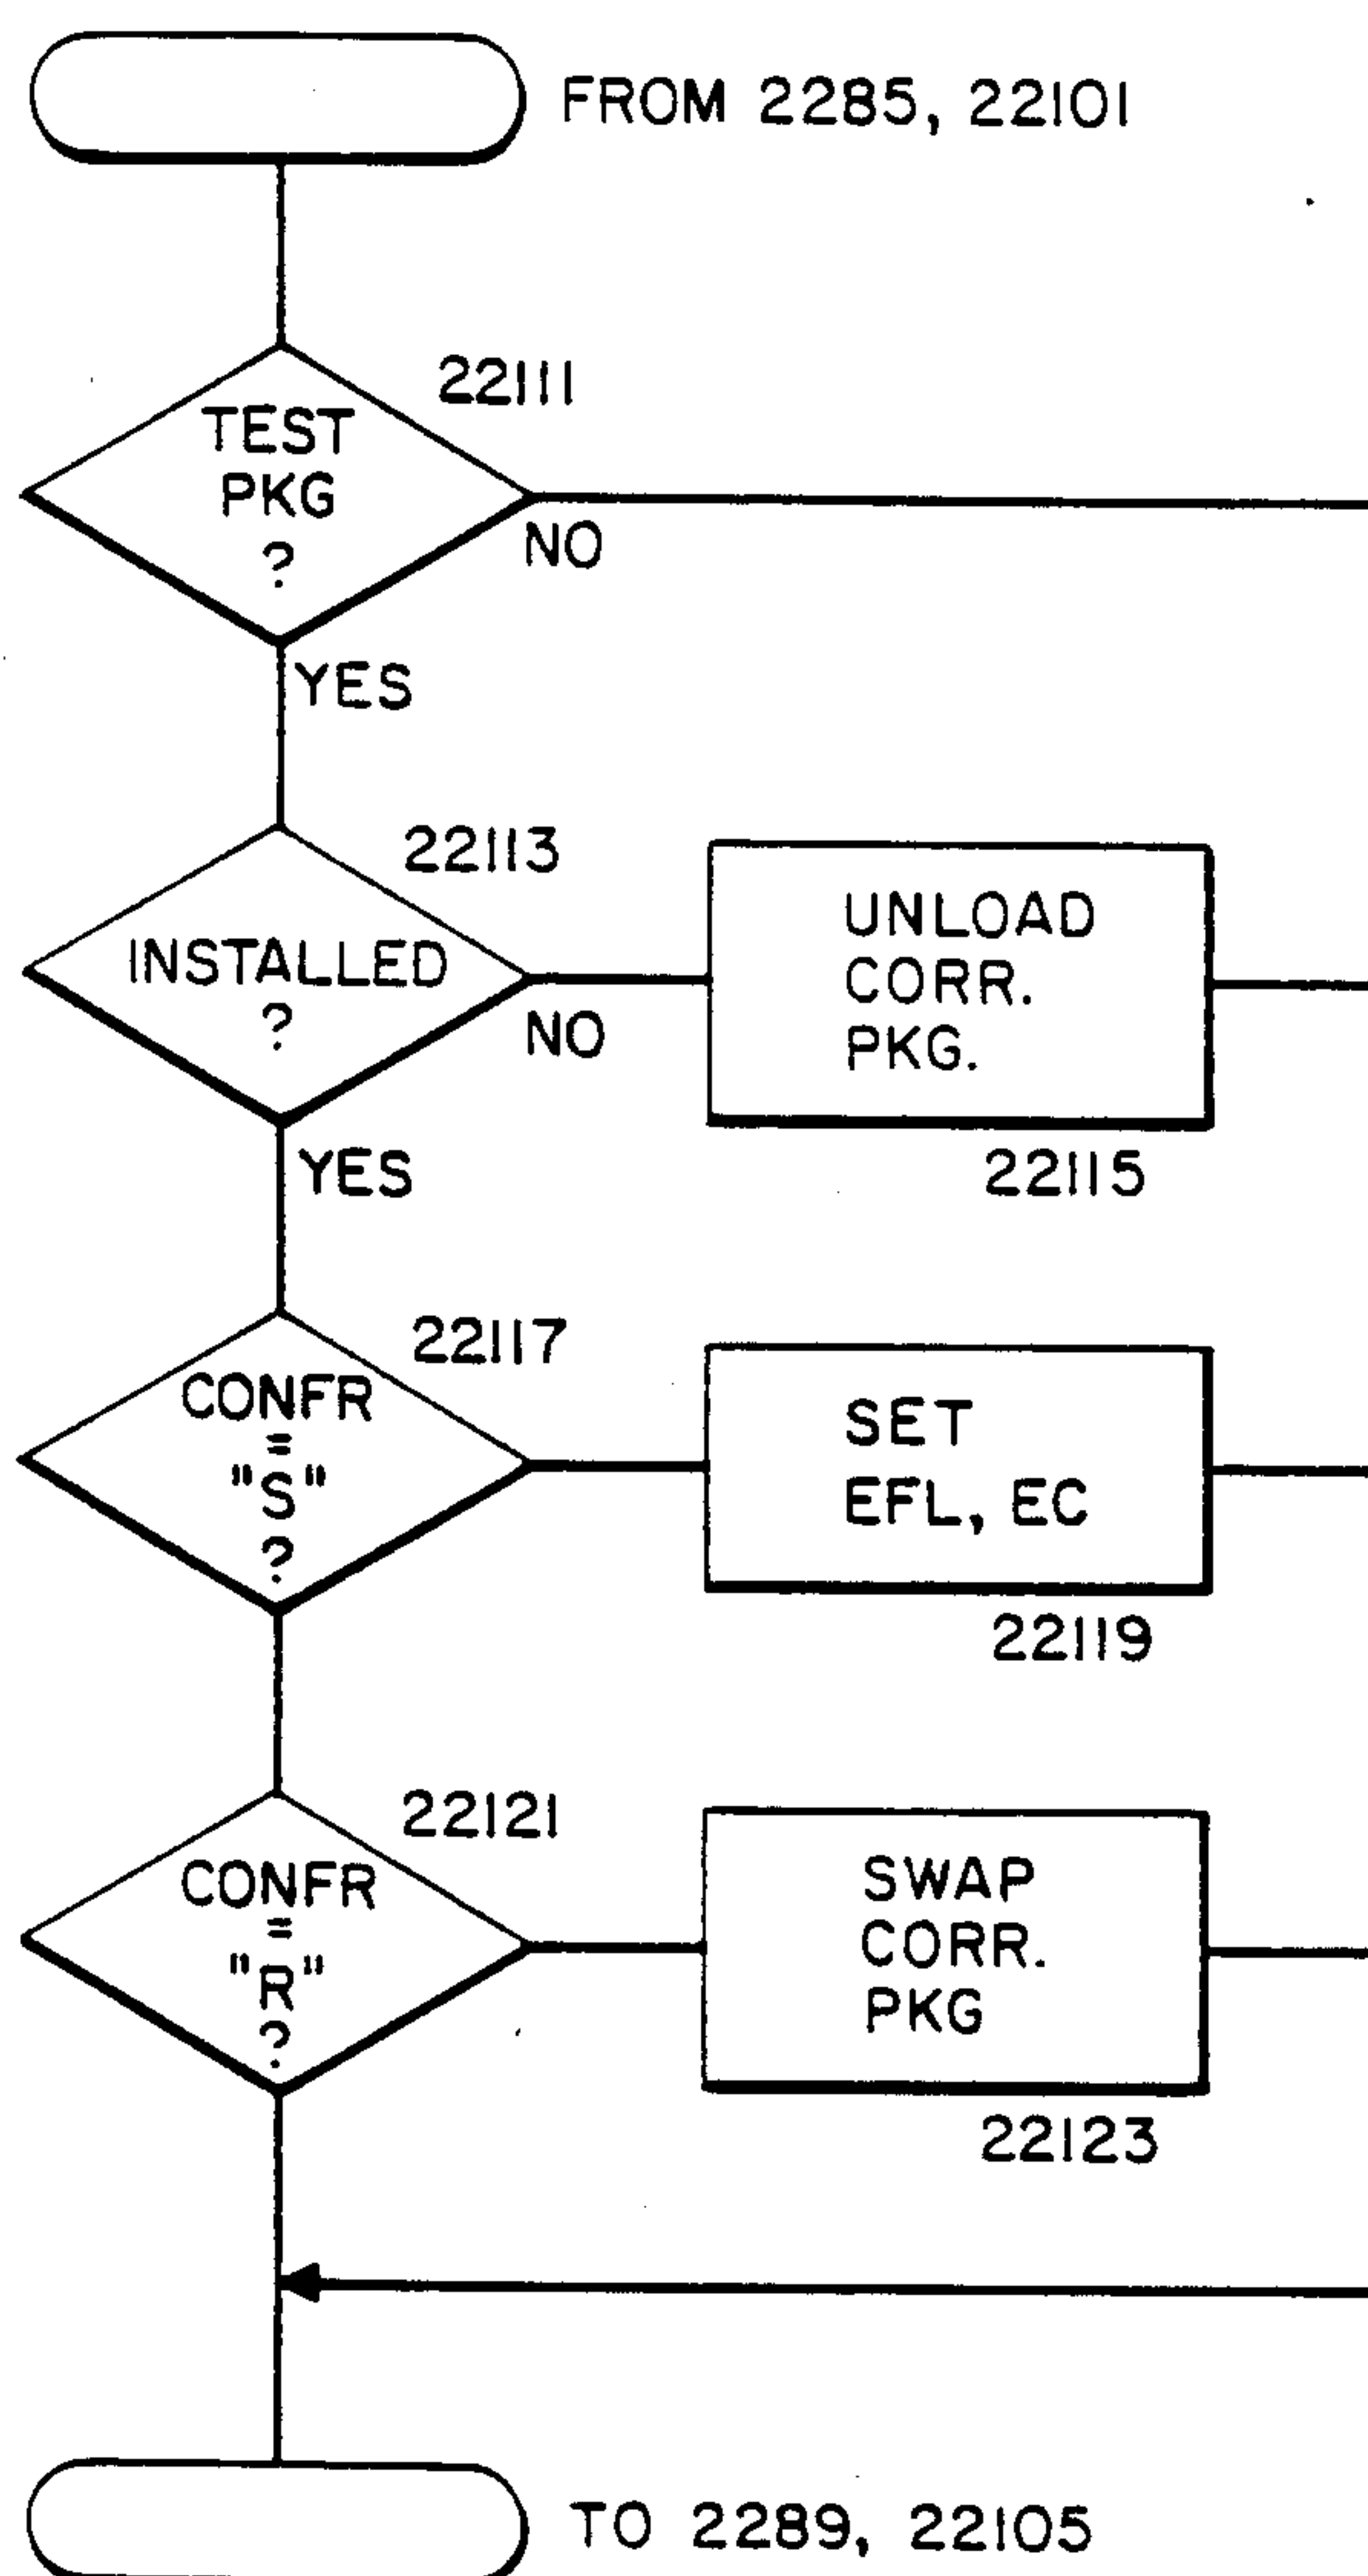 FROM 2285, 22101
22111
TEST
PKG
?
NO
YES
22113
INSTALLED
?
NO
UNLOAD
CORR.
PKG.
22115
YES
22117
CONFR
=
"S"
?
SET
EFL, EC
22119
22121
CONFR
=
"R"
?
SWAP
CORR.
PKG
22123
TO 2289, 22105